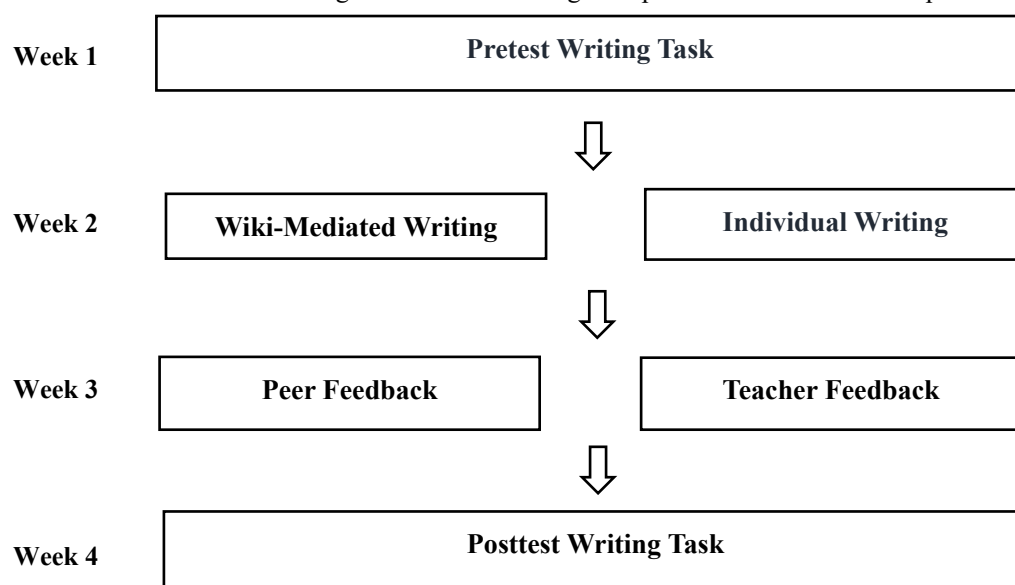 Week 1
Pretest Writing Task
Week 2
Wiki-Mediated Writing
Individual Writing
Week 3
Peer Feedback
Teacher Feedback
Week 4
Posttest Writing Task